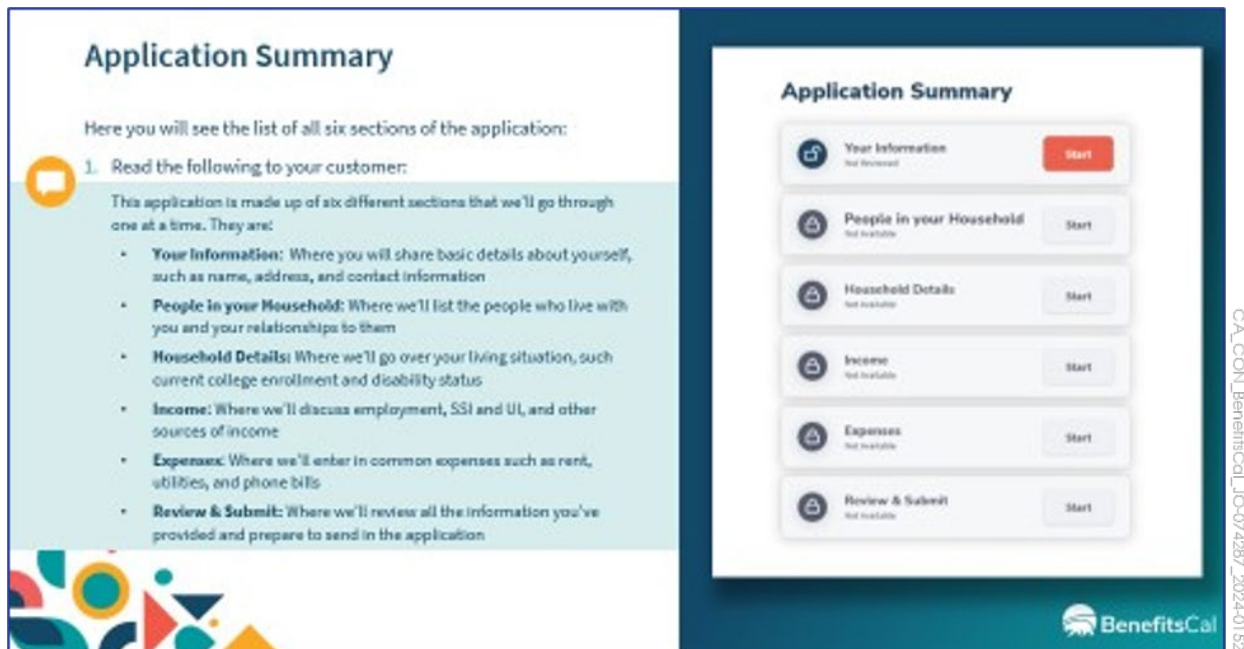 Application Summary
Here you will see the list of all six sections of the application:
1. Read the following to your customer:
This application is made up of six different sections that we'll go through
one at a time. They are:
• Your Information: Where you will share basic details about yourself,
such as name, address, and contact information
• People in your Household: Where we'll list the people who live with
you and your relationships to them
• Household Details: Where we'll go over your living situation, such
current college enrollment and disability status
• Income: Where we'll discuss employment, SSI and UI, and other
sources of income
• Expenses: Where we'll enter in common expenses such as rent,
utilities, and phone bills
• Review & Submit: Where we'll review all the information you've
provided and prepare to send in the application
Application Summary
Your Information
Not Reviewed
Start
People in your Household
Not Available
Start
Household Details
Not Available
Start
Income
Not Available
Start
Expenses
Not Available
Start
Review & Submit
Not Available
Start
BenefitsCal
CA_CON_BenefitsCal_JO-074287_2024-0152